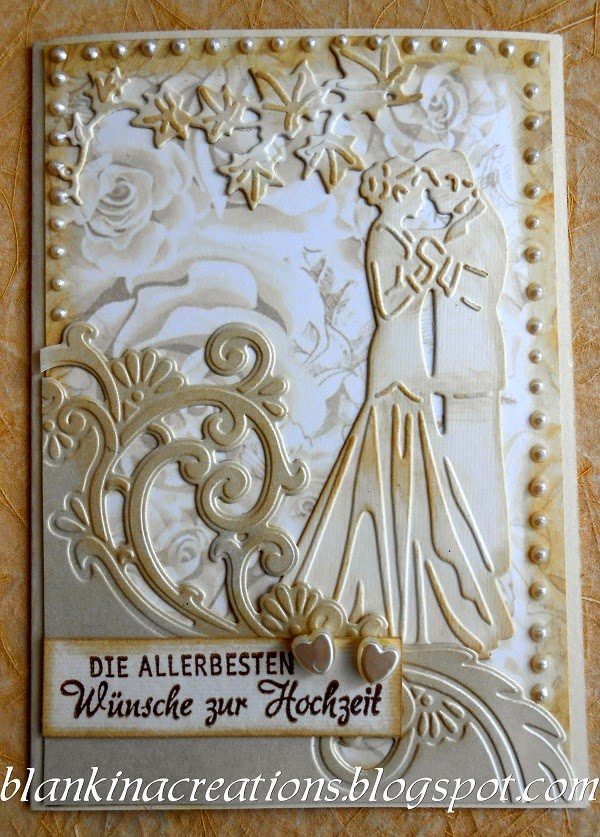 DIE ALLERBESTEN
Wünsche zur Hochzeit
blankinacreations.blogspot.com